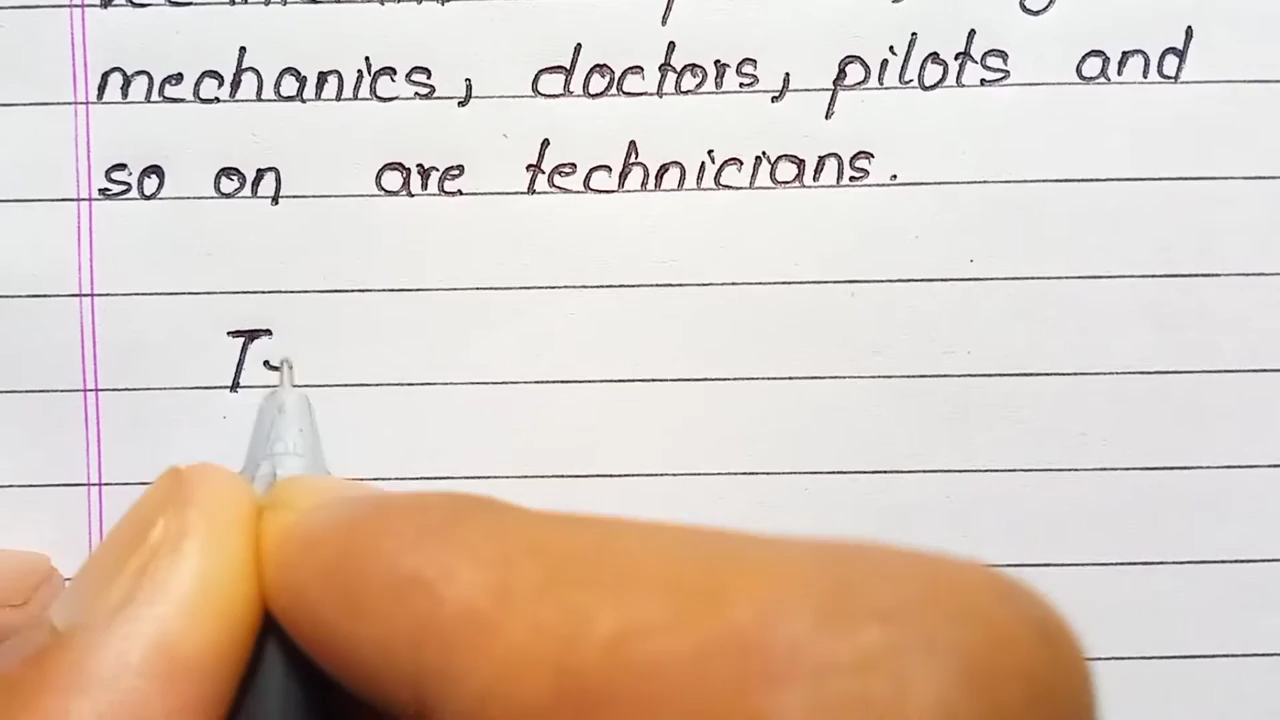 mechanics, doctors, pilots and
so on are technicians.
T